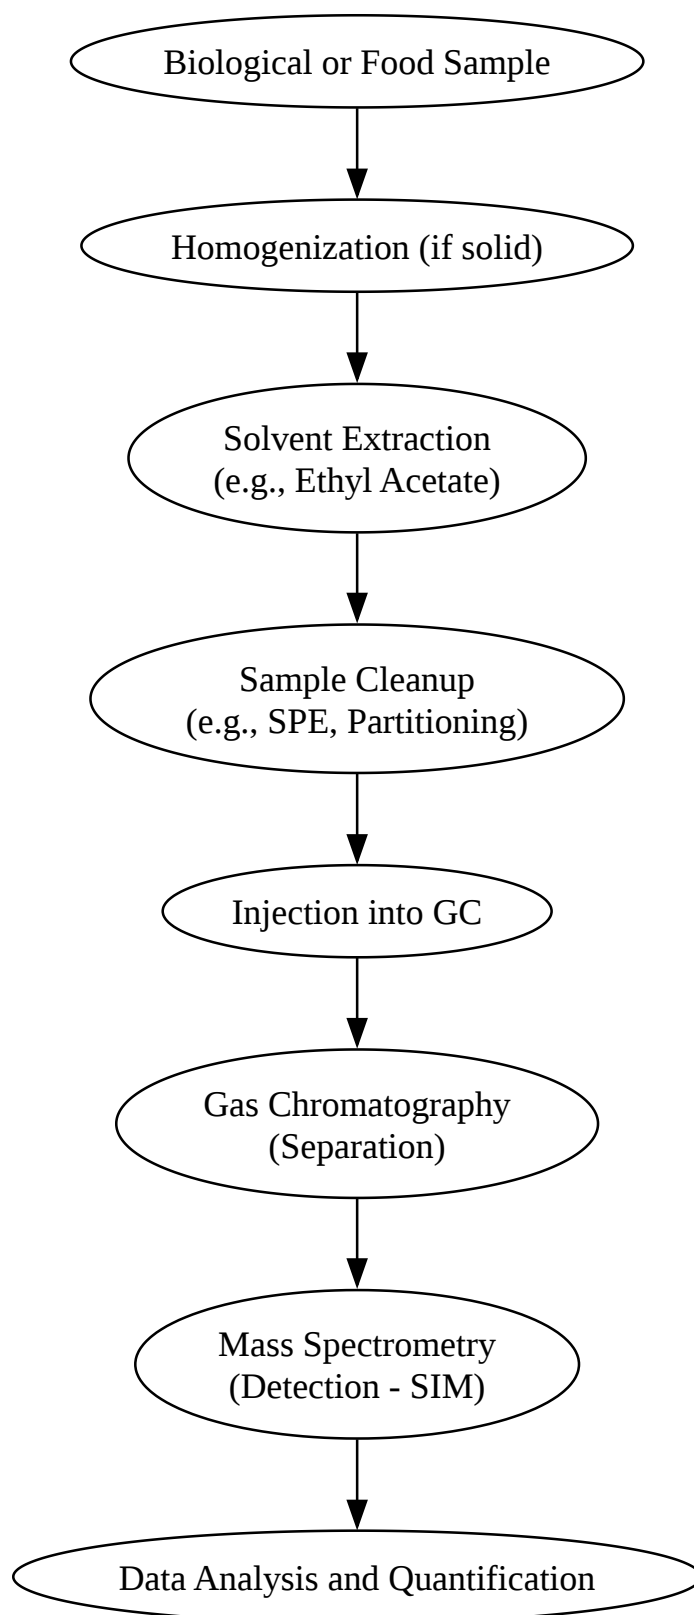 Biological or Food Sample
Homogenization (if solid)
Solvent Extraction
(e.g., Ethyl Acetate)
Sample Cleanup
(e.g., SPE, Partitioning)
Injection into GC
Gas Chromatography
(Separation)
Mass Spectrometry
(Detection - SIM)
Data Analysis and Quantification